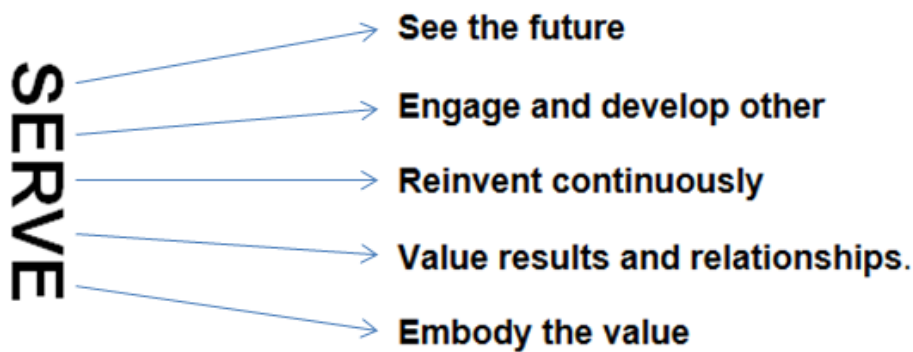 SERVE
See the future
Engage and develop other
Reinvent continuously
Value results and relationships.
Embody the value